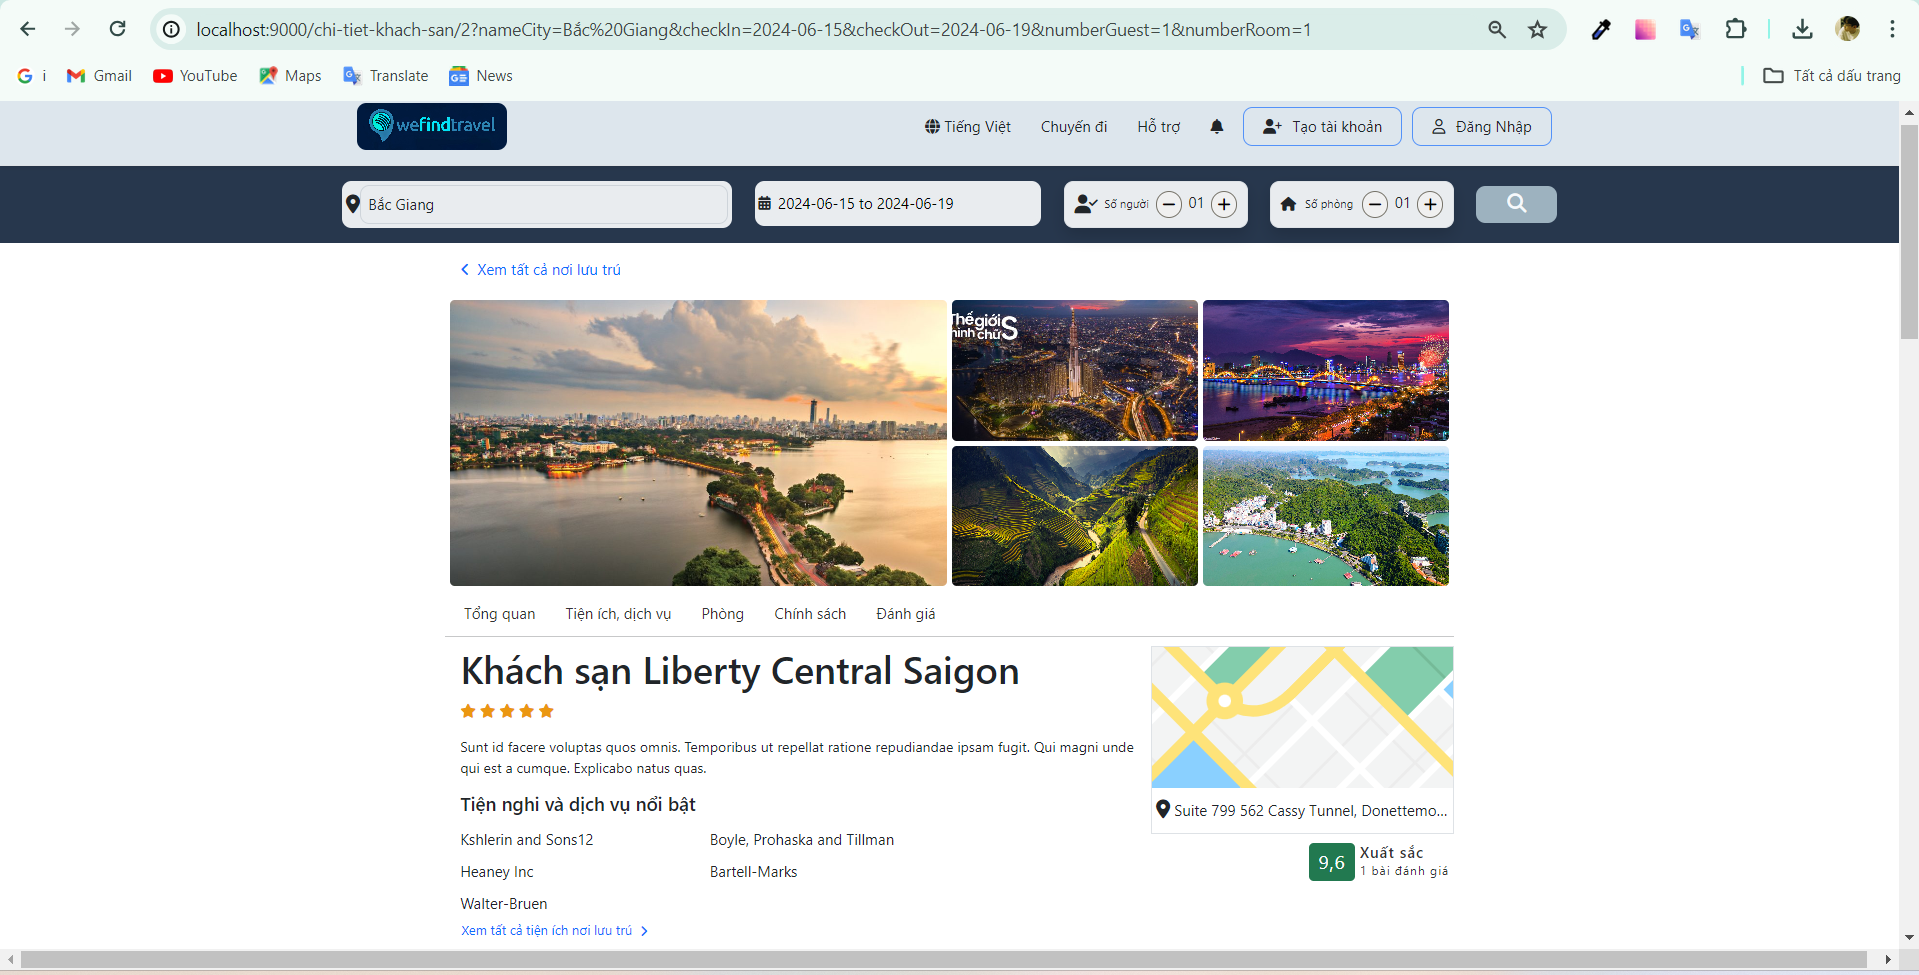 localhost:9000/chi-tiet-khach-san/2?nameCity=Bắc%20Giang&checkIn=2024-06-15&checkOut=2024-06-19&numberGuest=1&numberRoom=1
i Gmail YouTube Maps Translate News Tất cả dấu trang
wefindtravel Tiếng Việt Chuyến đi Hỗ trợ Tạo tài khoản Đăng Nhập
Bắc Giang 2024-06-15 to 2024-06-19 Số người 01 Số phòng 01
Xem tất cả nơi lưu trú
Thế giới
hình chữ S
Tổng quan Tiện ích, dịch vụ Phòng Chính sách Đánh giá
Khách sạn Liberty Central Saigon
Sunt id facere voluptas quos omnis. Temporibus ut repellat ratione repudiandae ipsam fugit. Qui magni unde
qui est a cumque. Explicabo natus quas.
Tiện nghi và dịch vụ nổi bật
Suite 799 562 Cassy Tunnel, Donettemo...
Kshlerin and Sons12 Boyle, Prohaska and Tillman
9,6 Xuất sắc
1 bài đánh giá
Heaney Inc Bartell-Marks
Walter-Bruen
Xem tất cả tiện ích nơi lưu trú